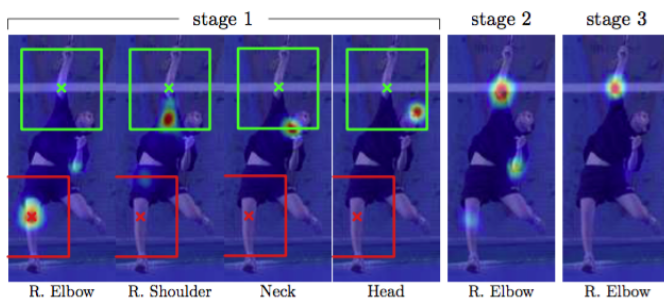 stage 1 stage 2 stage 3
R. Elbow R. Shoulder Neck Head R. Elbow R. Elbow